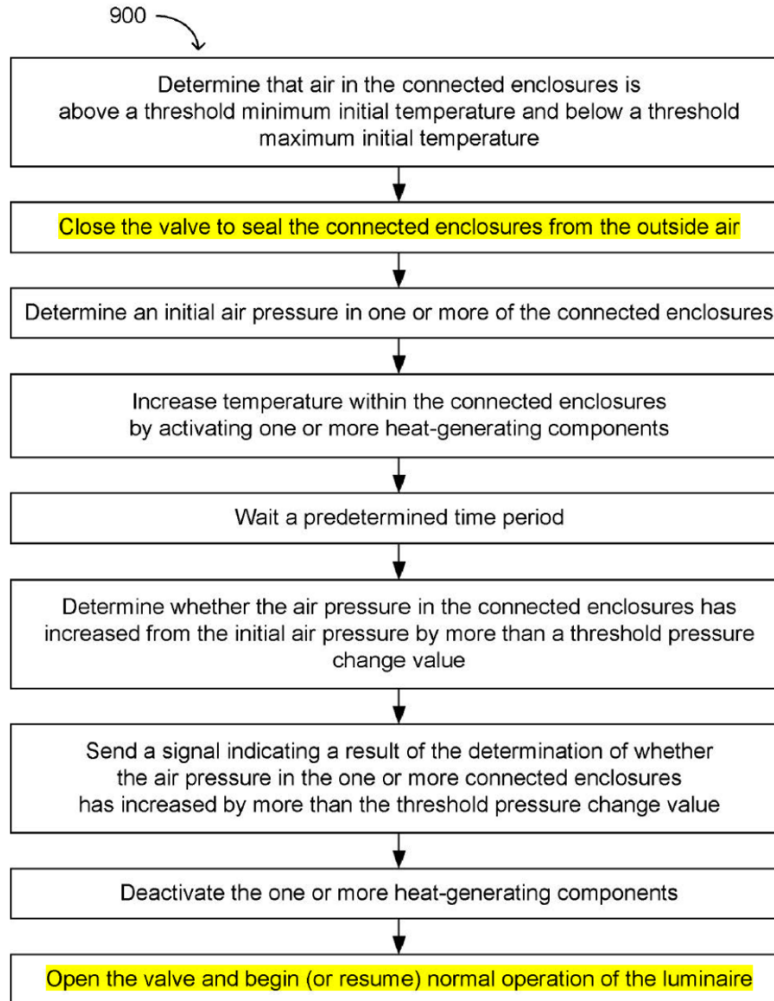 900
Determine that air in the connected enclosures is
above a threshold minimum initial temperature and below a threshold
maximum initial temperature
Close the valve to seal the connected enclosures from the outside air
Determine an initial air pressure in one or more of the connected enclosures
Increase temperature within the connected enclosures
by activating one or more heat-generating components
Wait a predetermined time period
Determine whether the air pressure in the connected enclosures has
increased from the initial air pressure by more than a threshold pressure
change value
Send a signal indicating a result of the determination of whether
the air pressure in the one or more connected enclosures
has increased by more than the threshold pressure change value
Deactivate the one or more heat-generating components
Open the valve and begin (or resume) normal operation of the luminaire